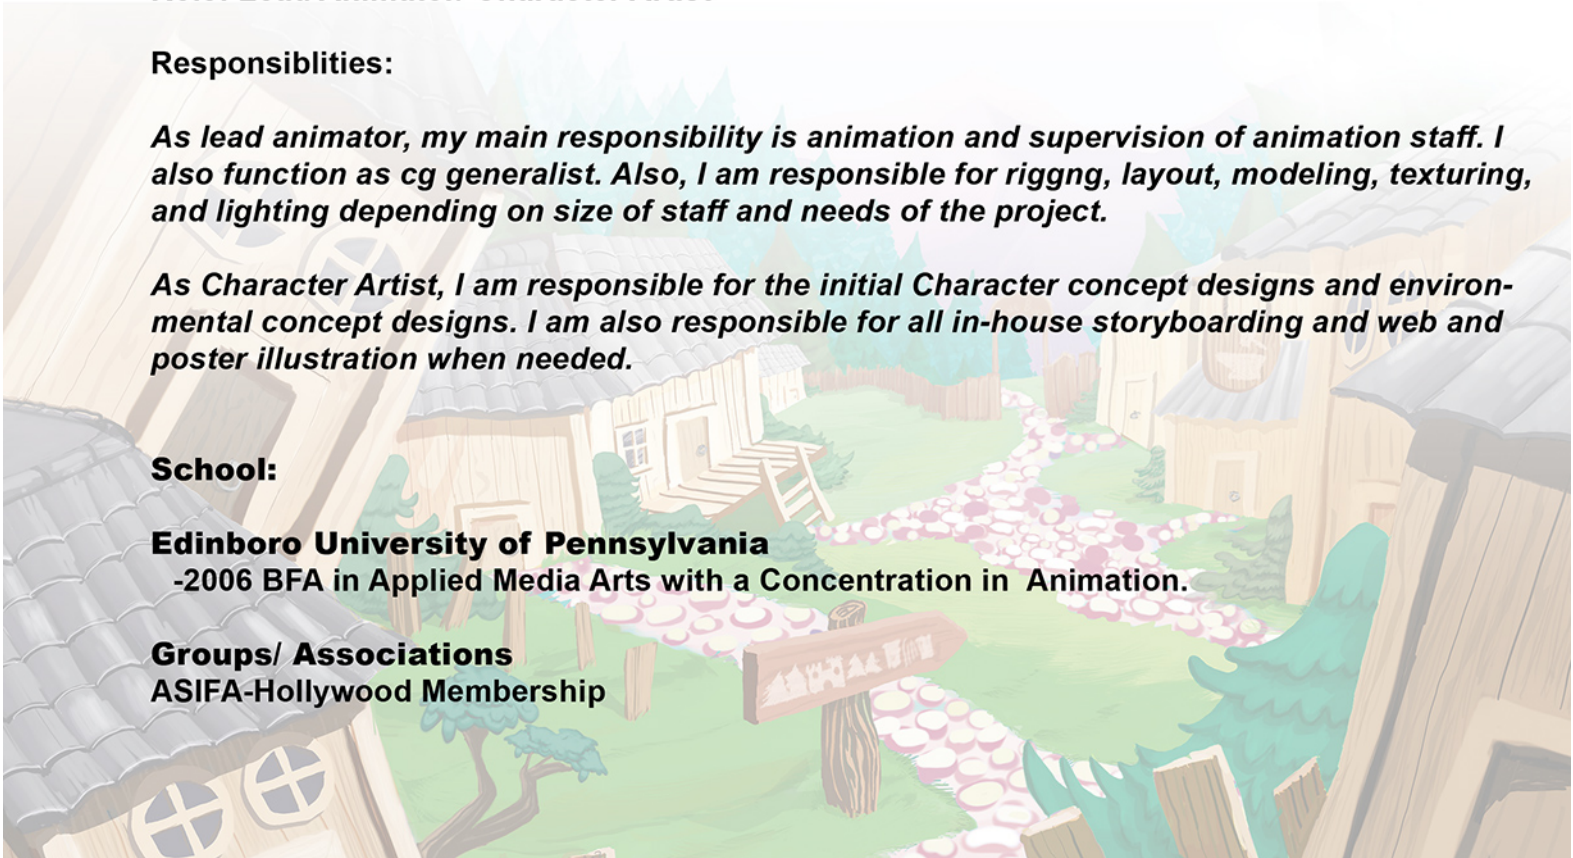 Responsiblities:
As lead animator, my main responsibility is animation and supervision of animation staff. I
also function as cg generalist. Also, I am responsible for riggng, layout, modeling, texturing,
and lighting depending on size of staff and needs of the project.
As Character Artist, I am responsible for the initial Character concept designs and environ-
mental concept designs. I am also responsible for all in-house storyboarding and web and
poster illustration when needed.
School:
Edinboro University of Pennsylvania
-2006 BFA in Applied Media Arts with a Concentration in  Animation.
Groups/ Associations
ASIFA-Hollywood Membership